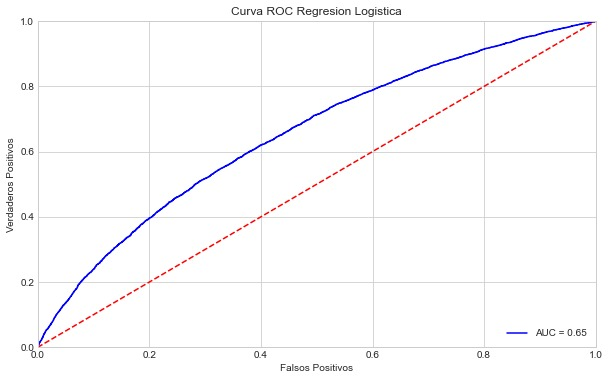 Curva ROC Regresion Logistica
1.0
0.8
0.6
0.4
0.2
0.0
Verdaderos Positivos
AUC = 0.65
0.0 0.2 0.4 0.6 0.8 1.0
Falsos Positivos